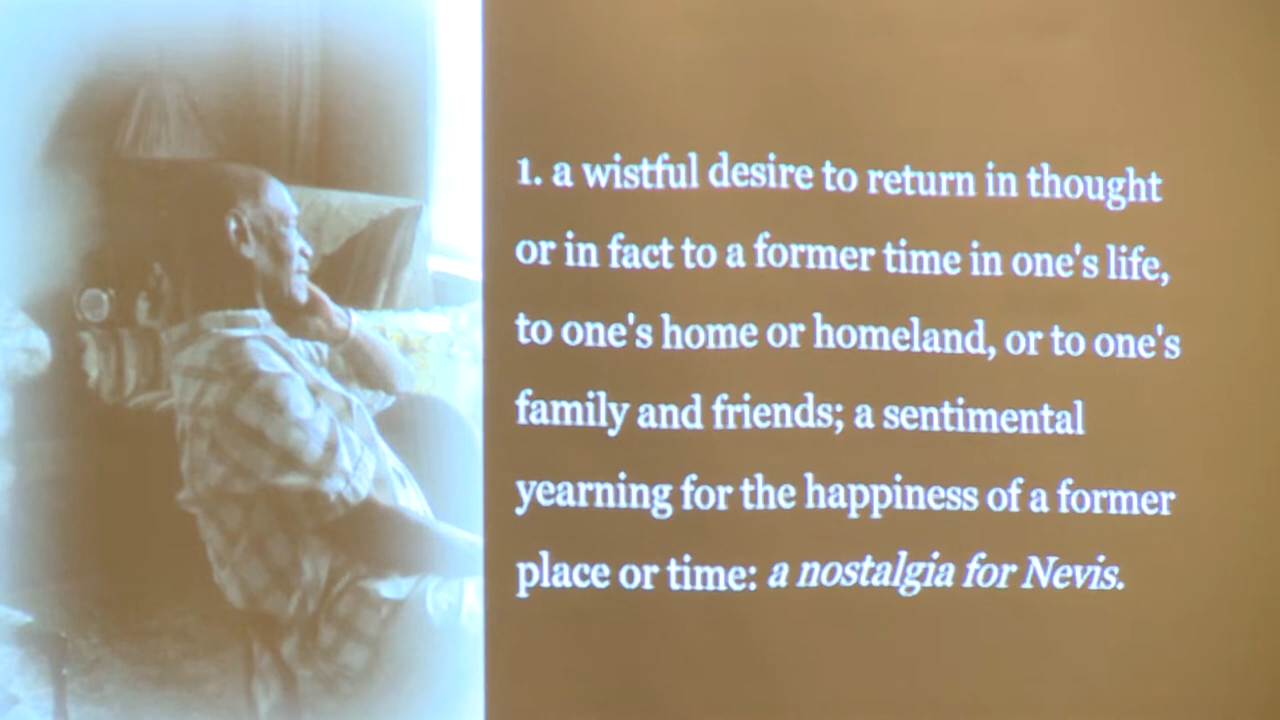 1. a wistful desire to return in thought
or in fact to a former time in one's life,
to one's home or homeland, or to one's
family and friends; a sentimental
yearning for the happiness of a former
place or time: a nostalgia for Nevis.